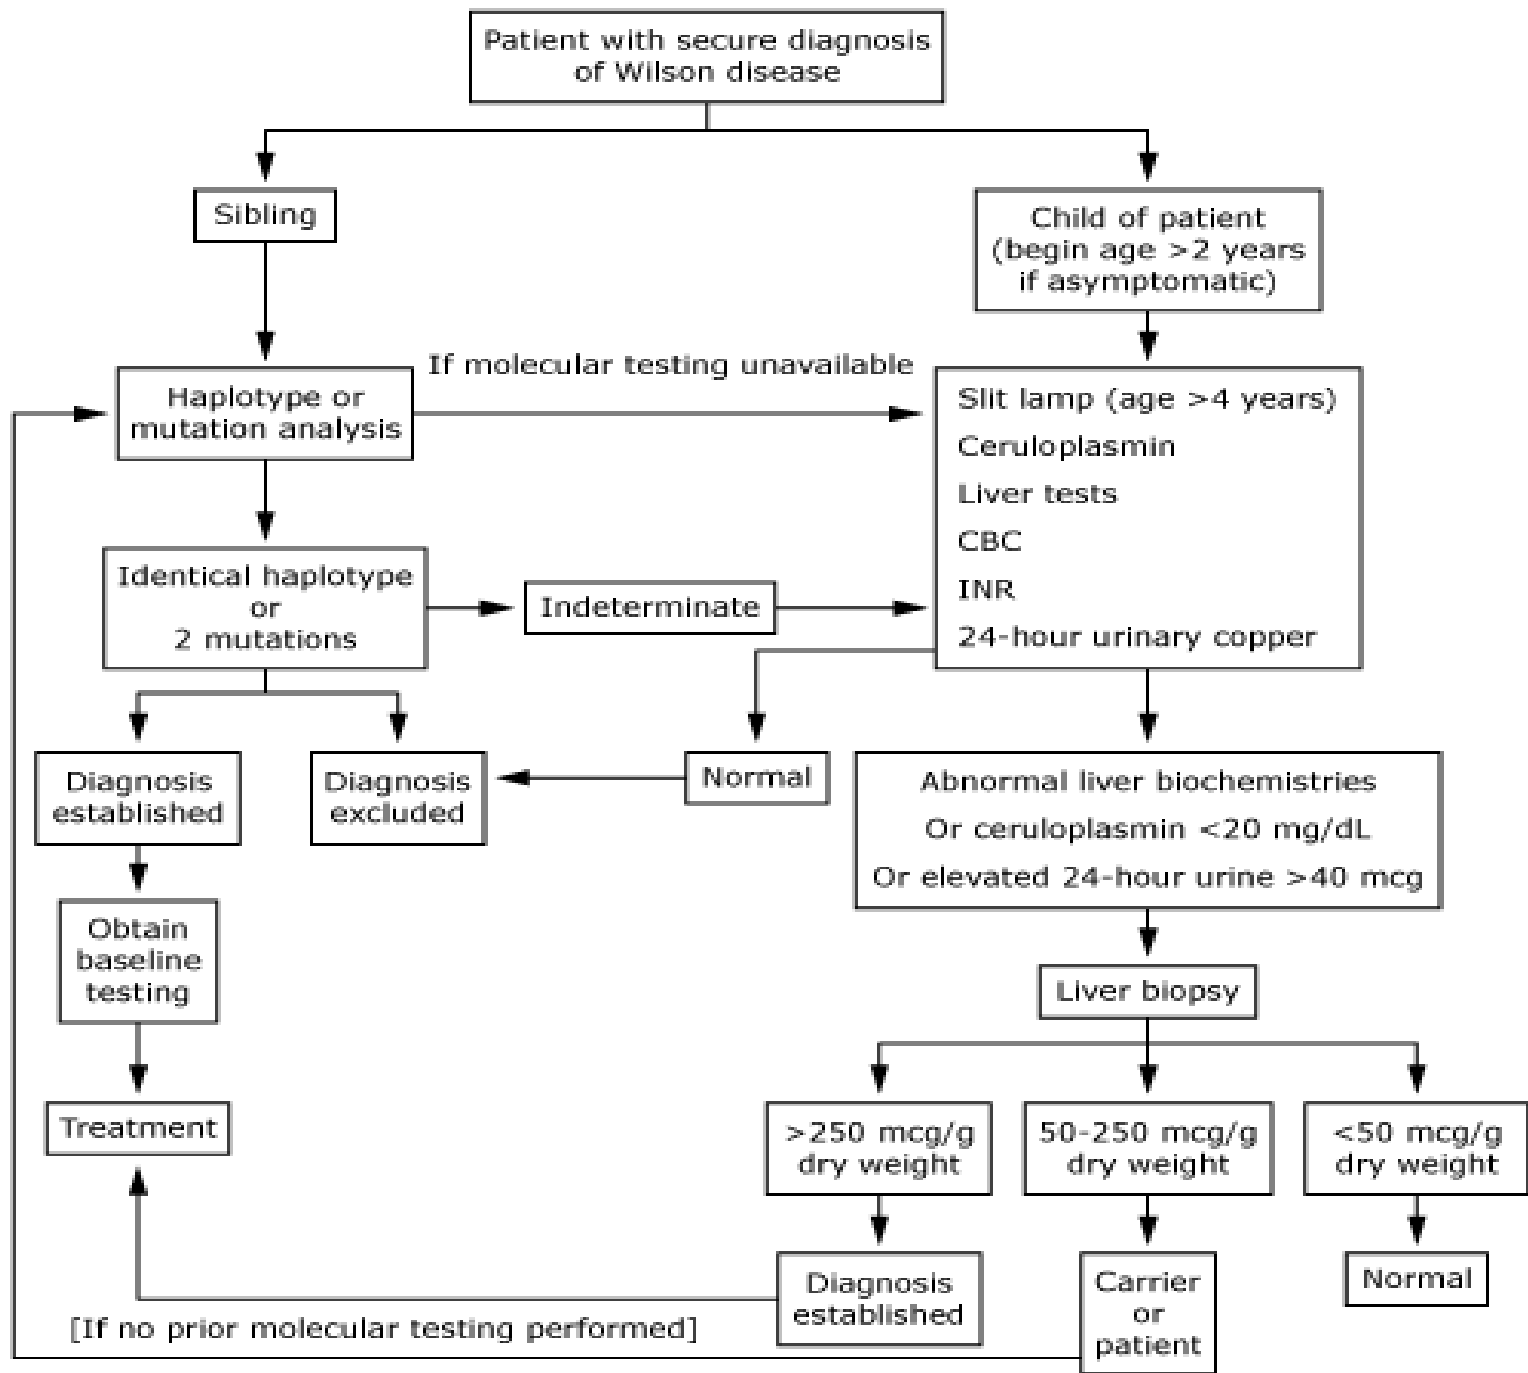 Patient with secure diagnosis
of Wilson disease
Sibling
Child of patient
(begin age >2 years
if asymptomatic)
If molecular testing unavailable
Haplotype or
mutation analysis
Slit lamp (age >4 years)
Ceruloplasmin
Liver tests
CBC
INR
24-hour urinary copper
Identical haplotype
or
2 mutations
Indeterminate
Diagnosis
established
Diagnosis
excluded
Normal
Abnormal liver biochemistries
Or ceruloplasmin <20 mg/dL
Or elevated 24-hour urine >40 mcg
Obtain
baseline
testing
Liver biopsy
Treatment
>250 mcg/g
dry weight
50-250 mcg/g
dry weight
<50 mcg/g
dry weight
Diagnosis
established
Carrier
or
patient
Normal
[If no prior molecular testing performed]